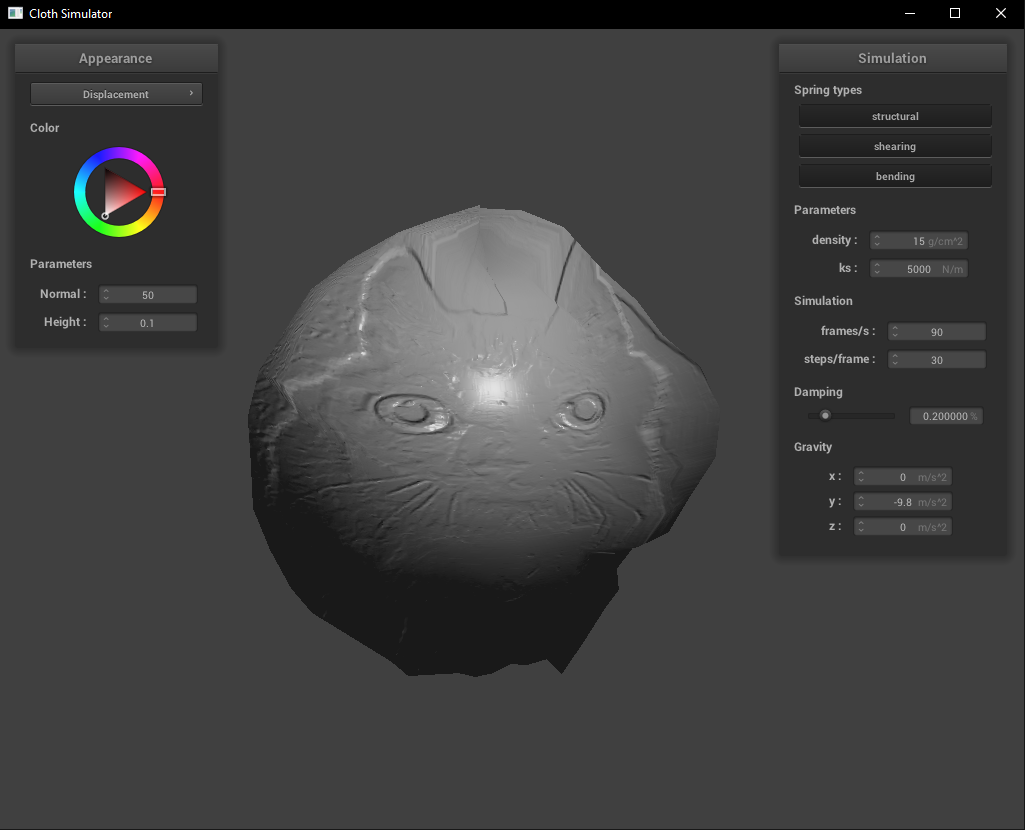 Cloth Simulator
Appearance
Displacement
Color
Parameters
Normal : 50
Height : 0.1
Simulation
Spring types
structural
shearing
bending
Parameters
density : 15 g/cm^2
ks : 5000 N/m
Simulation
frames/s : 90
steps/frame : 30
Damping
0.200000 %
Gravity
x : 0 m/s^2
y : -9.8 m/s^2
z : 0 m/s^2